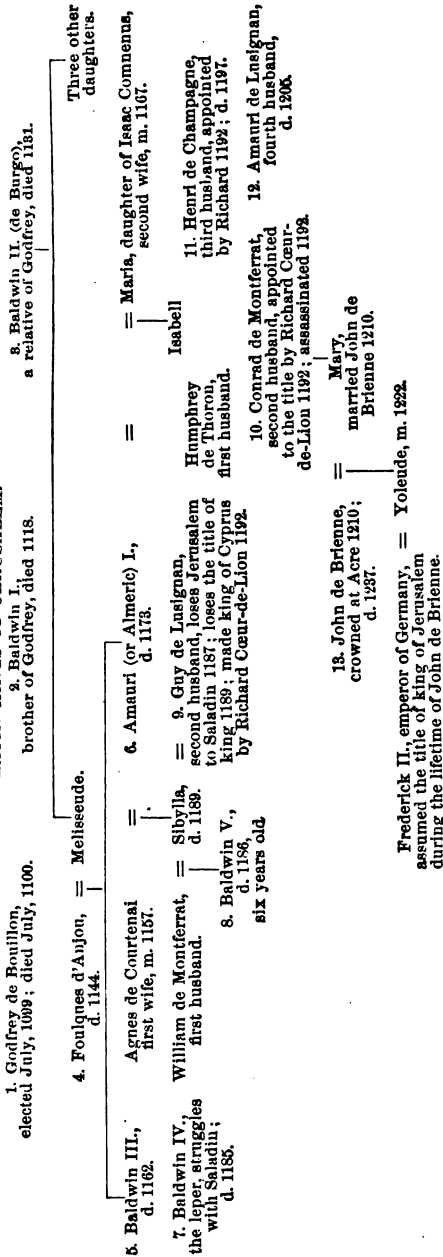 1. Godfrey de Bouillon,
elected July, 1099; died July, 1100.
2. Baldwin I.,
brother of Godfrey, died 1118.
3. Baldwin II. (de Burgo),
a relative of Godfrey, died 1131.
4. Foulques d'Anjou,
d. 1144.
= Melisseude.
Three other
daughters.
5. Baldwin III.,
d. 1162.
Agnes de Courtenai
first wife, m. 1157.
=
6. Amauri (or Almeric) I.,
d. 1173.
= Maria, daughter of Isaac Comnenus,
second wife, m. 1167.
7. Baldwin IV.,
the leper, struggles
with Saladin;
d. 1185.
William de Montferrat,
first husband.
= Sibylla,
d. 1189.
= 9. Guy de Lusignan,
second husband, loses Jerusalem
to Saladin 1187; loses the title of
king 1189; made king of Cyprus
by Richard Cœur-de-Lion 1192.
Isabell
=
8. Baldwin V.,
d. 1186,
six years old.
Humphrey
de Thoron,
first husband.
10. Conrad de Montferrat,
second husband, appointed
to the title by Richard Cœur-
de-Lion 1192; assassinated 1192.
11. Henri de Champagne,
third husband, appointed
by Richard 1192; d. 1197.
12. Amauri de Lusignan,
fourth husband,
d. 1205.
13. John de Brienne,
crowned at Acre 1210;
d. 1237.
= Mary,
married John de
Brienne 1210.
Frederick II., emperor of Germany,
assumed the title of king of Jerusalem
during the lifetime of John de Brienne.
= Yoleude, m. 1222.